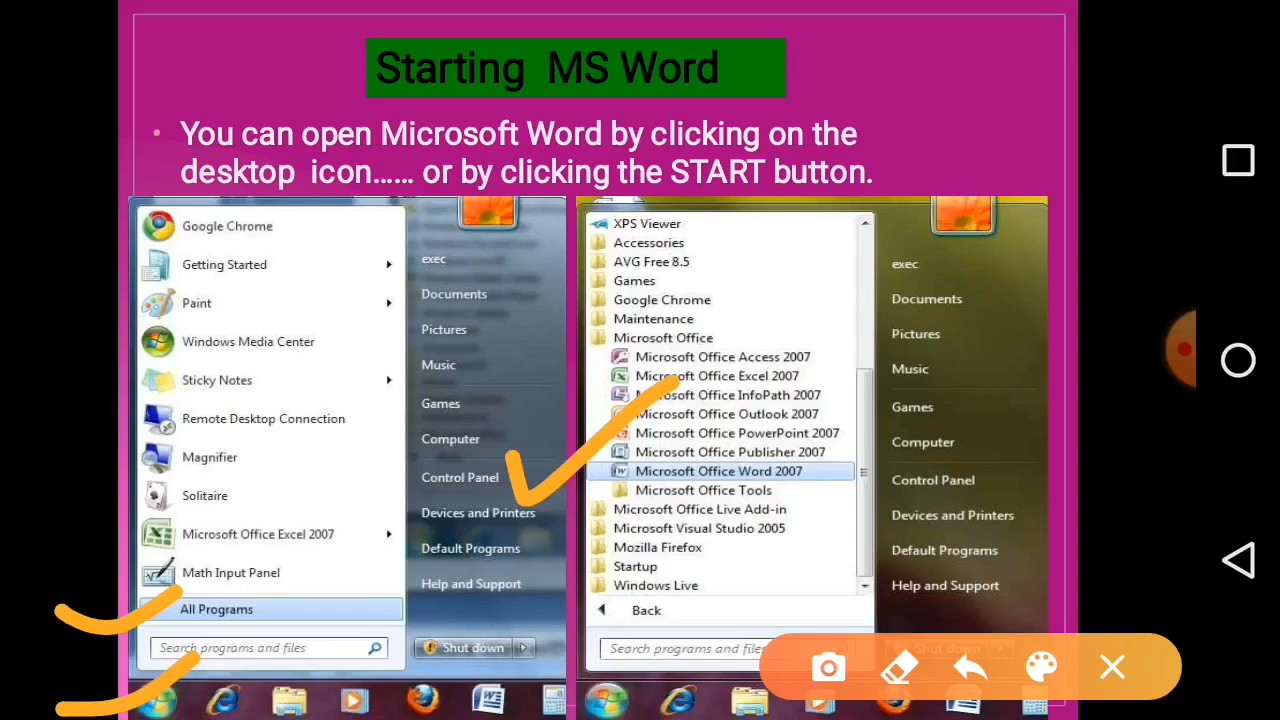 Starting MS Word
• You can open Microsoft Word by clicking on the
desktop icon...... or by clicking the START button.
Google Chrome
Getting Started
Paint
Windows Media Center
Sticky Notes
Remote Desktop Connection
Magnifier
Solitaire
Microsoft Office Excel 2007
Math Input Panel
All Programs
Search programs and files
exec
Documents
Pictures
Music
Games
Computer
Control Panel
Devices and Printers
Default Programs
Help and Support
Shut down
XPS Viewer
Accessories
AVG Free 8.5
Games
Google Chrome
Maintenance
Microsoft Office
Microsoft Office Access 2007
Microsoft Office Excel 2007
Microsoft Office InfoPath 2007
Microsoft Office Outlook 2007
Microsoft Office PowerPoint 2007
Microsoft Office Publisher 2007
Microsoft Office Word 2007
Microsoft Office Tools
Microsoft Office Live Add-in
Microsoft Visual Studio 2005
Mozilla Firefox
Startup
Windows Live
Back
Search programs and files
exec
Documents
Pictures
Music
Games
Computer
Control Panel
Devices and Printers
Default Programs
Help and Support
Shut down